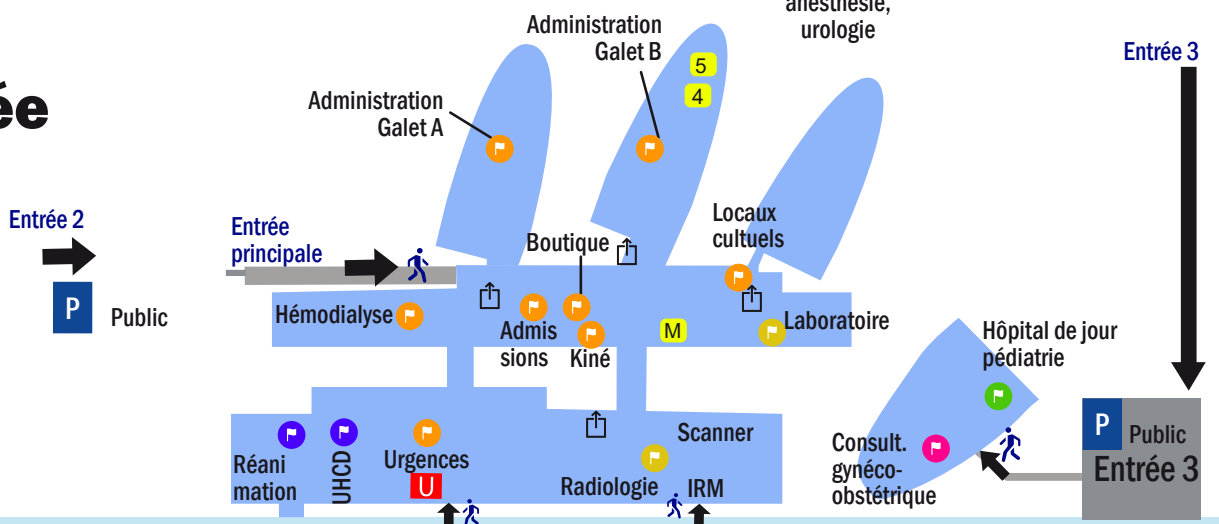 anesthésie,
urologie
Administration
Galet B
Entrée 3
5
4
ée
Administration
Galet A
Entrée 2
Entrée
principale
Locaux
cultuels
Boutique
P
Public
Hémodialyse
Admis
sions
Kiné
M
Laboratoire
Hôpital de jour
pédiatrie
P
Public
Entrée 3
Scanner
Consult.
gynéco-
obstétrique
Réani
mation
UHCD
Urgences
U
Radiologie
IRM